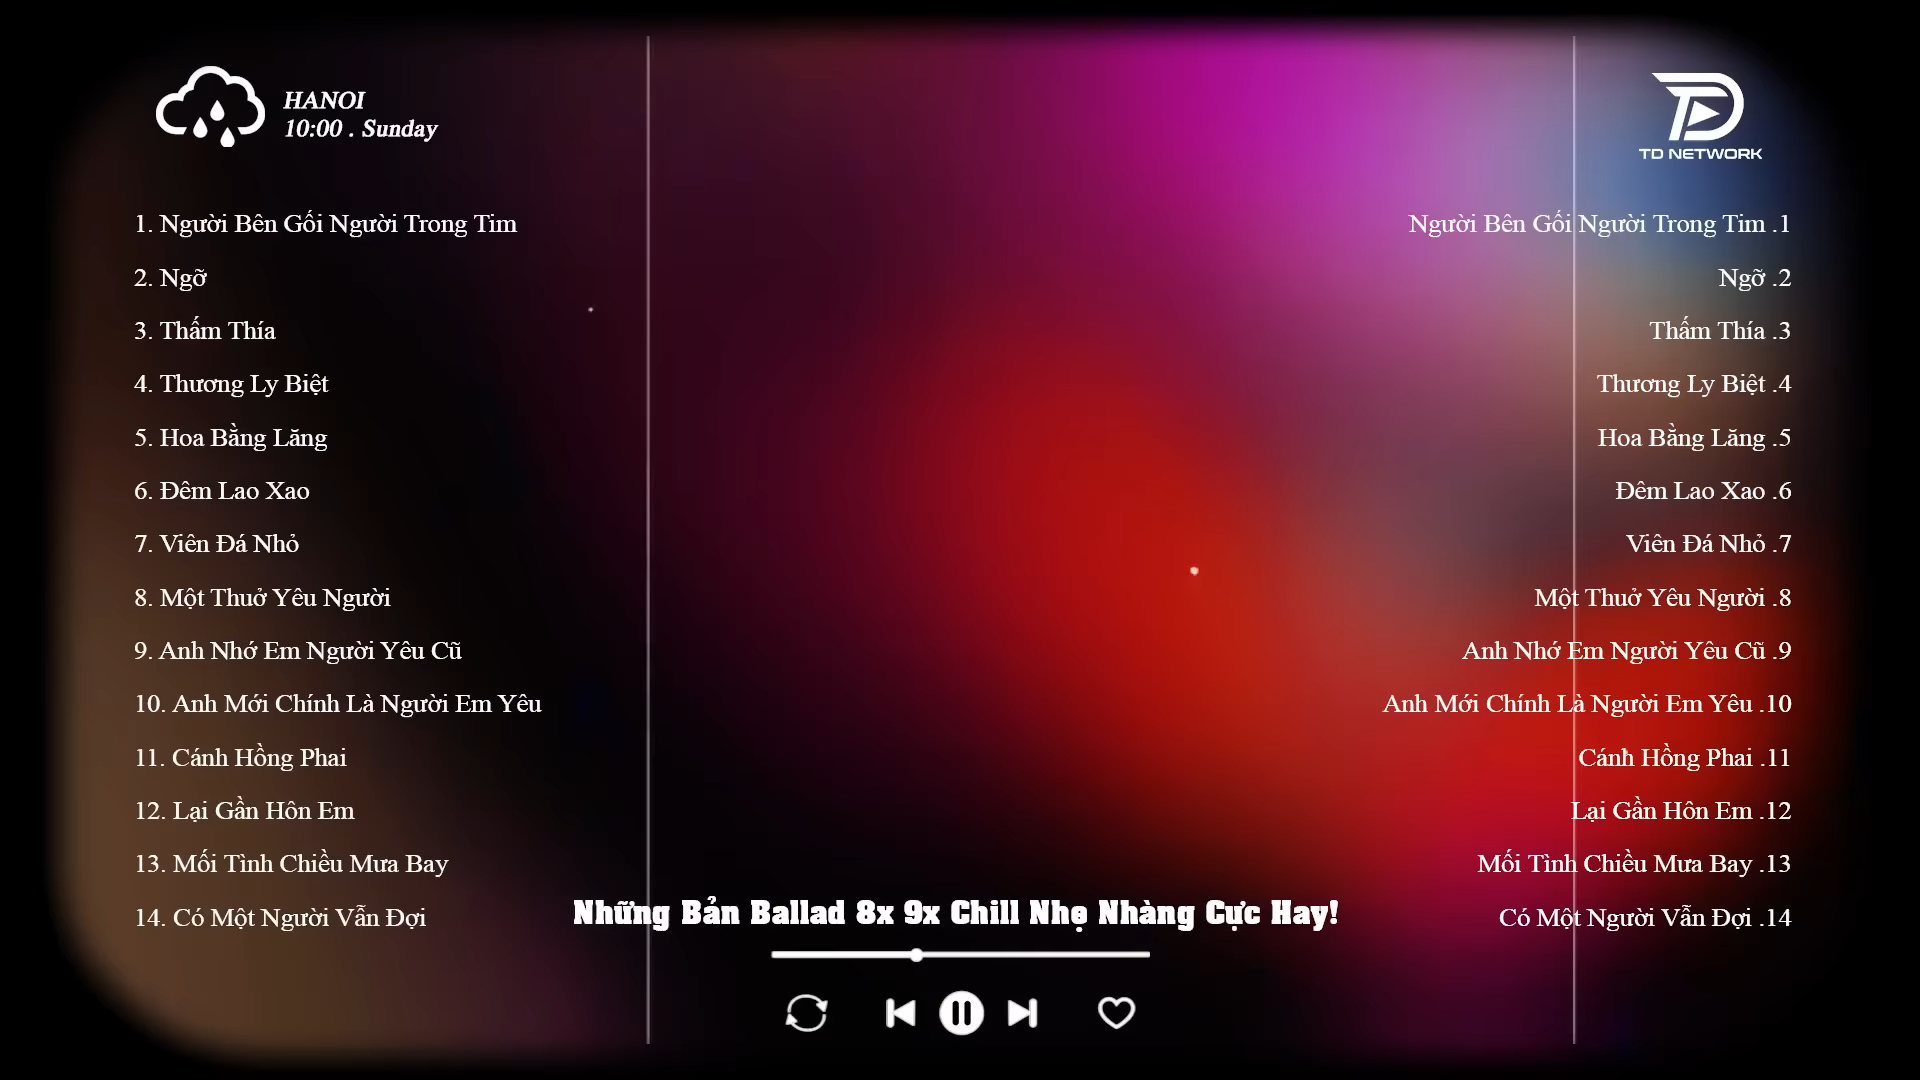 HANOI
10:00 . Sunday
TD NETWORK
1. Người Bên Gối Người Trong Tim
2. Ngỡ
3. Thấm Thía
4. Thương Ly Biệt
5. Hoa Bằng Lăng
6. Đêm Lao Xao
7. Viên Đá Nhỏ
8. Một Thuở Yêu Người
9. Anh Nhớ Em Người Yêu Cũ
10. Anh Mới Chính Là Người Em Yêu
11. Cánh Hồng Phai
12. Lại Gần Hôn Em
13. Mối Tình Chiều Mưa Bay
14. Có Một Người Vẫn Đợi
Người Bên Gối Người Trong Tim .1
Ngỡ .2
Thấm Thía .3
Thương Ly Biệt .4
Hoa Bằng Lăng .5
Đêm Lao Xao .6
Viên Đá Nhỏ .7
Một Thuở Yêu Người .8
Anh Nhớ Em Người Yêu Cũ .9
Anh Mới Chính Là Người Em Yêu .10
Cánh Hồng Phai .11
Lại Gần Hôn Em .12
Mối Tình Chiều Mưa Bay .13
Có Một Người Vẫn Đợi .14
Những Bản Ballad 8x 9x Chill Nhẹ Nhàng Cực Hay!